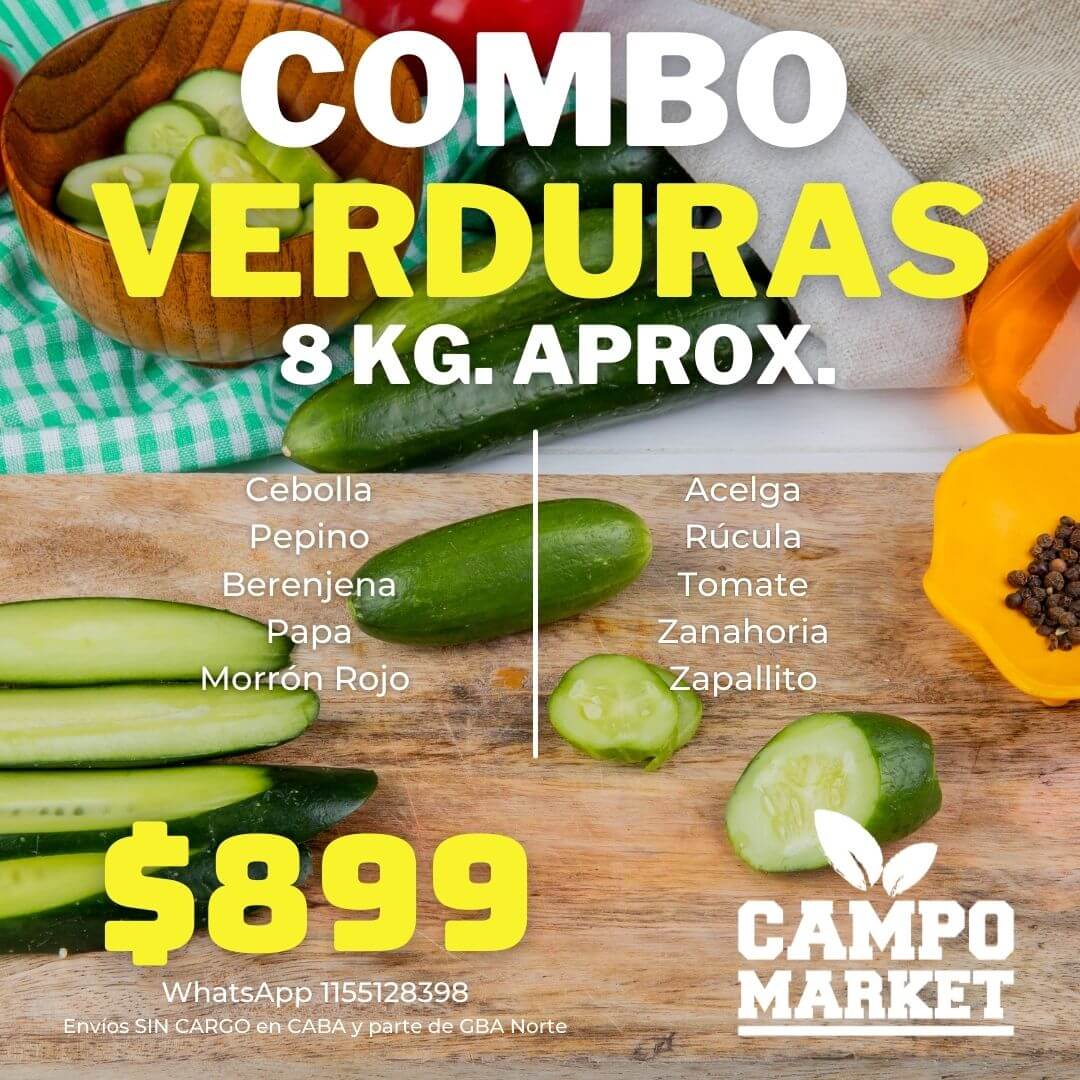 COMBO
VERDURAS
8 KG. APROX.
Cebolla
Pepino
Berenjena
Papa
Morrón Rojo
Acelga
Rúcula
Tomate
Zanahoria
Zapallito
$899
WhatsApp 1155128398
Envíos SIN CARGO en CABA y parte de GBA Norte
CAMPO
MARKET